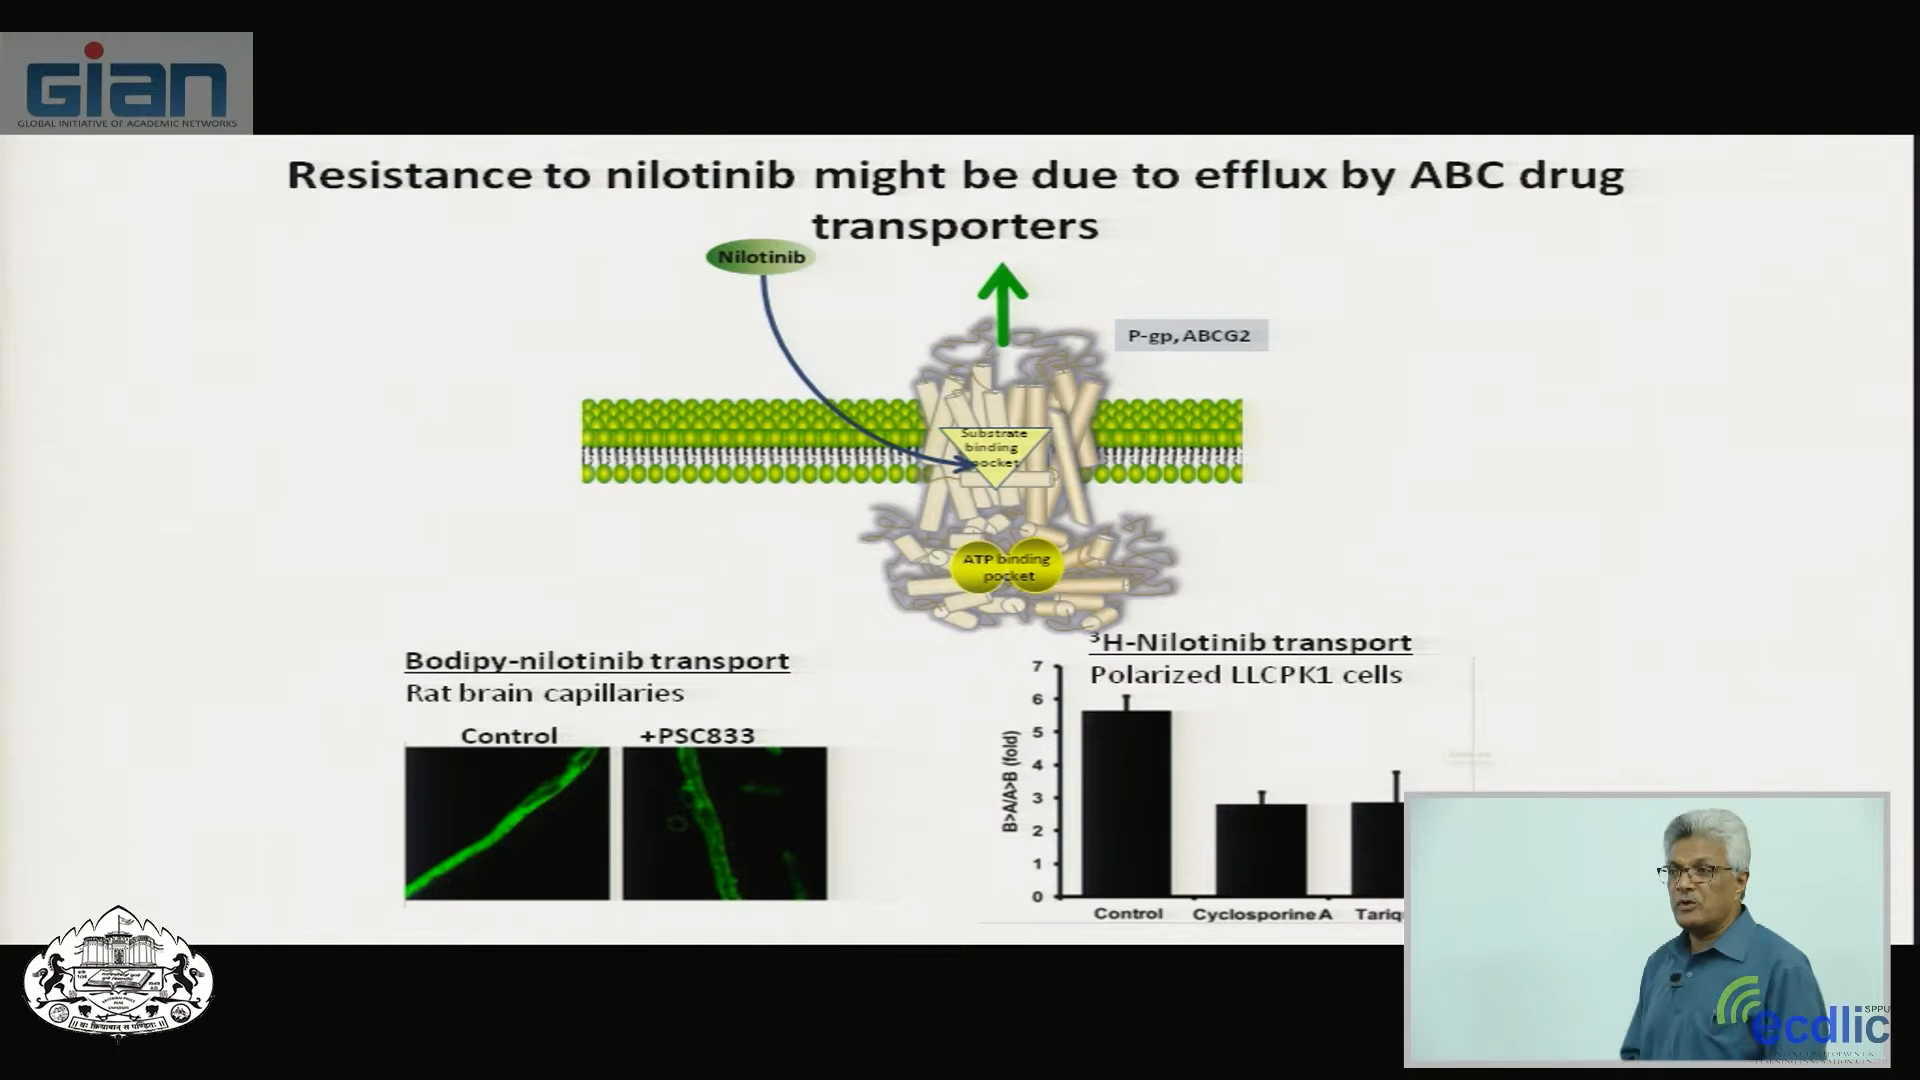 GIAN
GLOBAL INITIATIVE OF ACADEMIC NETWORKS
Resistance to nilotinib might be due to efflux by ABC drug
transporters
Nilotinib
P-gp, ABCG2
Substrate
binding
pocket
ATP binding
pocket
Bodipy-nilotinib transport
Rat brain capillaries
Control
+PSC833
³H-Nilotinib transport
Polarized LLCPK1 cells
7
6
5
4
3
2
1
0
B>A/A>B (fold)
Control
Cyclosporine A
Tariq
SPPU
ecdlic